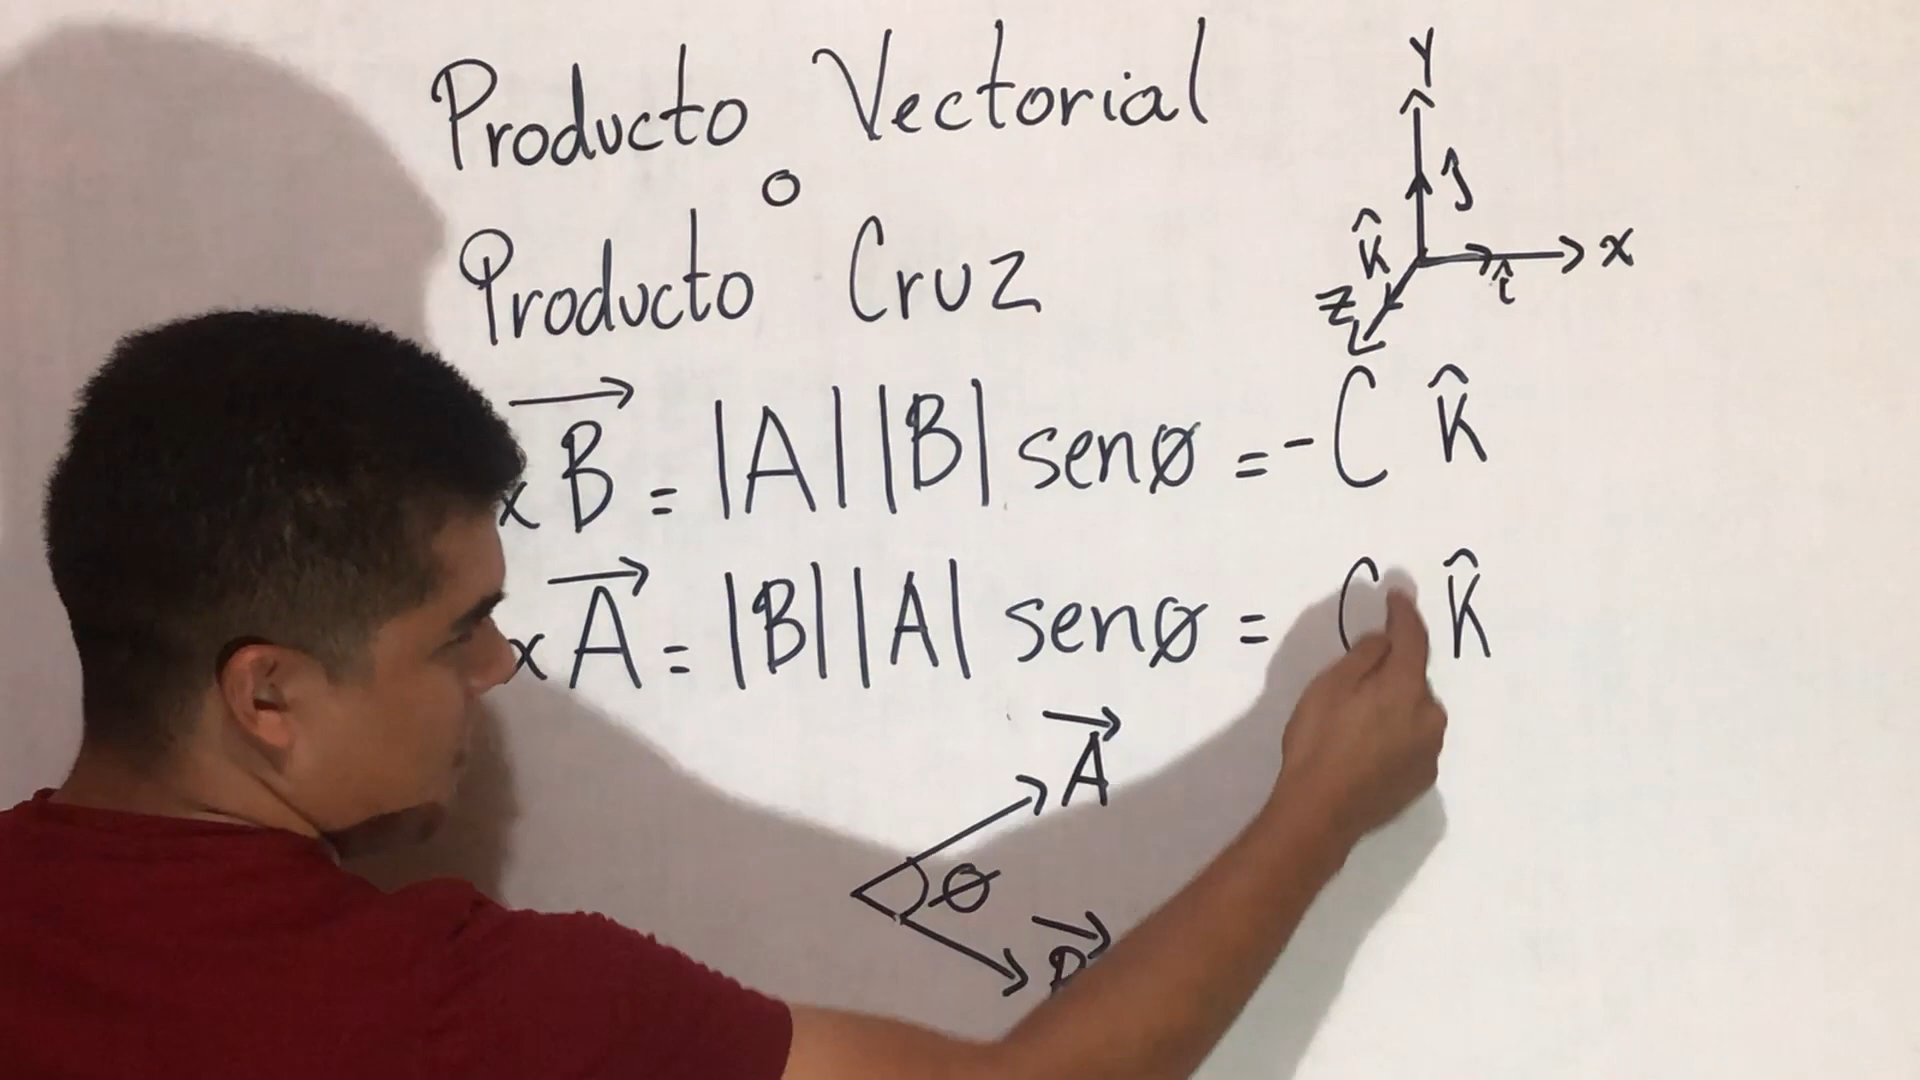 Producto Vectorial
o
Producto Cruz
x B = |A| |B| senø = -C k̂
x A = |B| |A| senø = C k̂
Y
ĵ
k̂
î
X
Z
A
ø
B